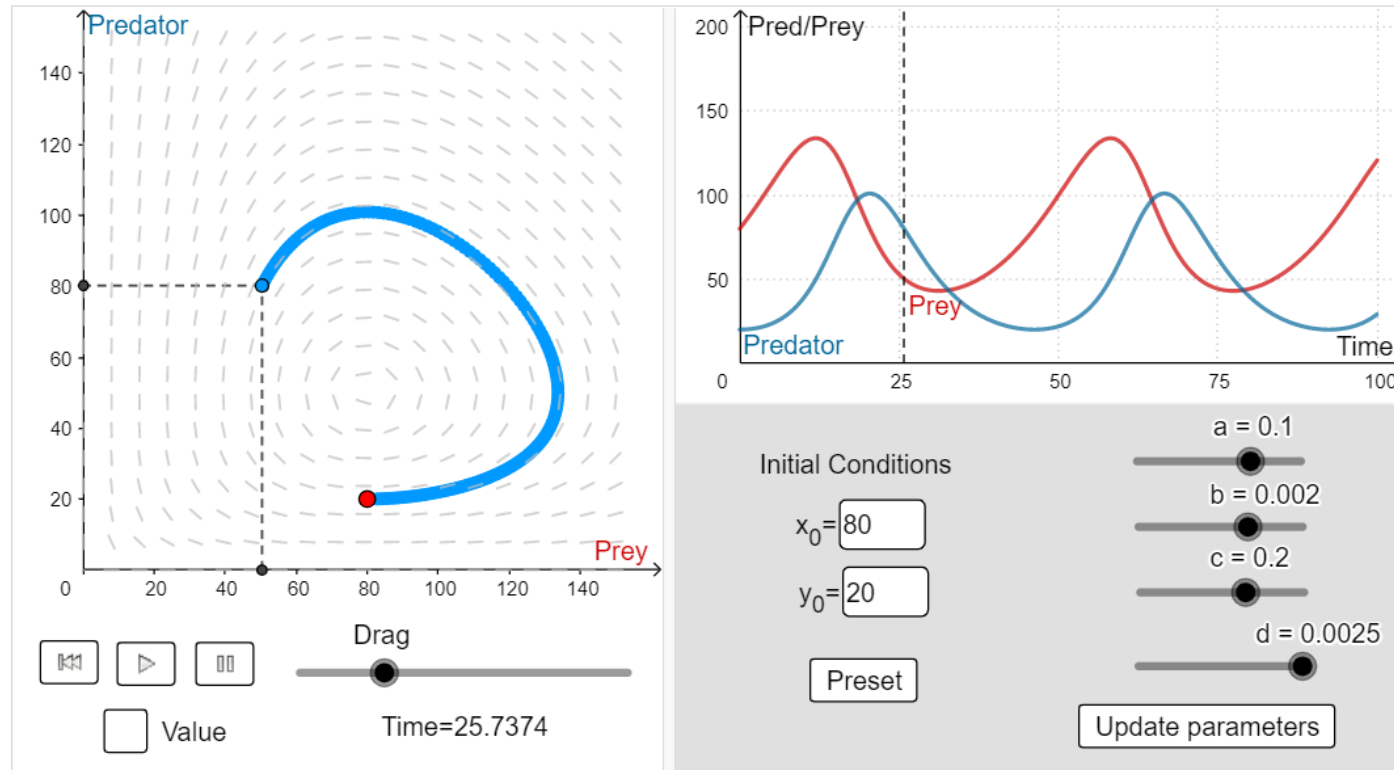 Predator
140
120
100
80
60
40
20
0
20
40
60
80
100
120
140
Prey
Drag
Value
Time=25.7374
200
Pred/Prey
150
100
50
Prey
Predator
Time
0
25
50
75
100
Initial Conditions
x0=80
y0=20
Preset
a = 0.1
b = 0.002
c = 0.2
d = 0.0025
Update parameters